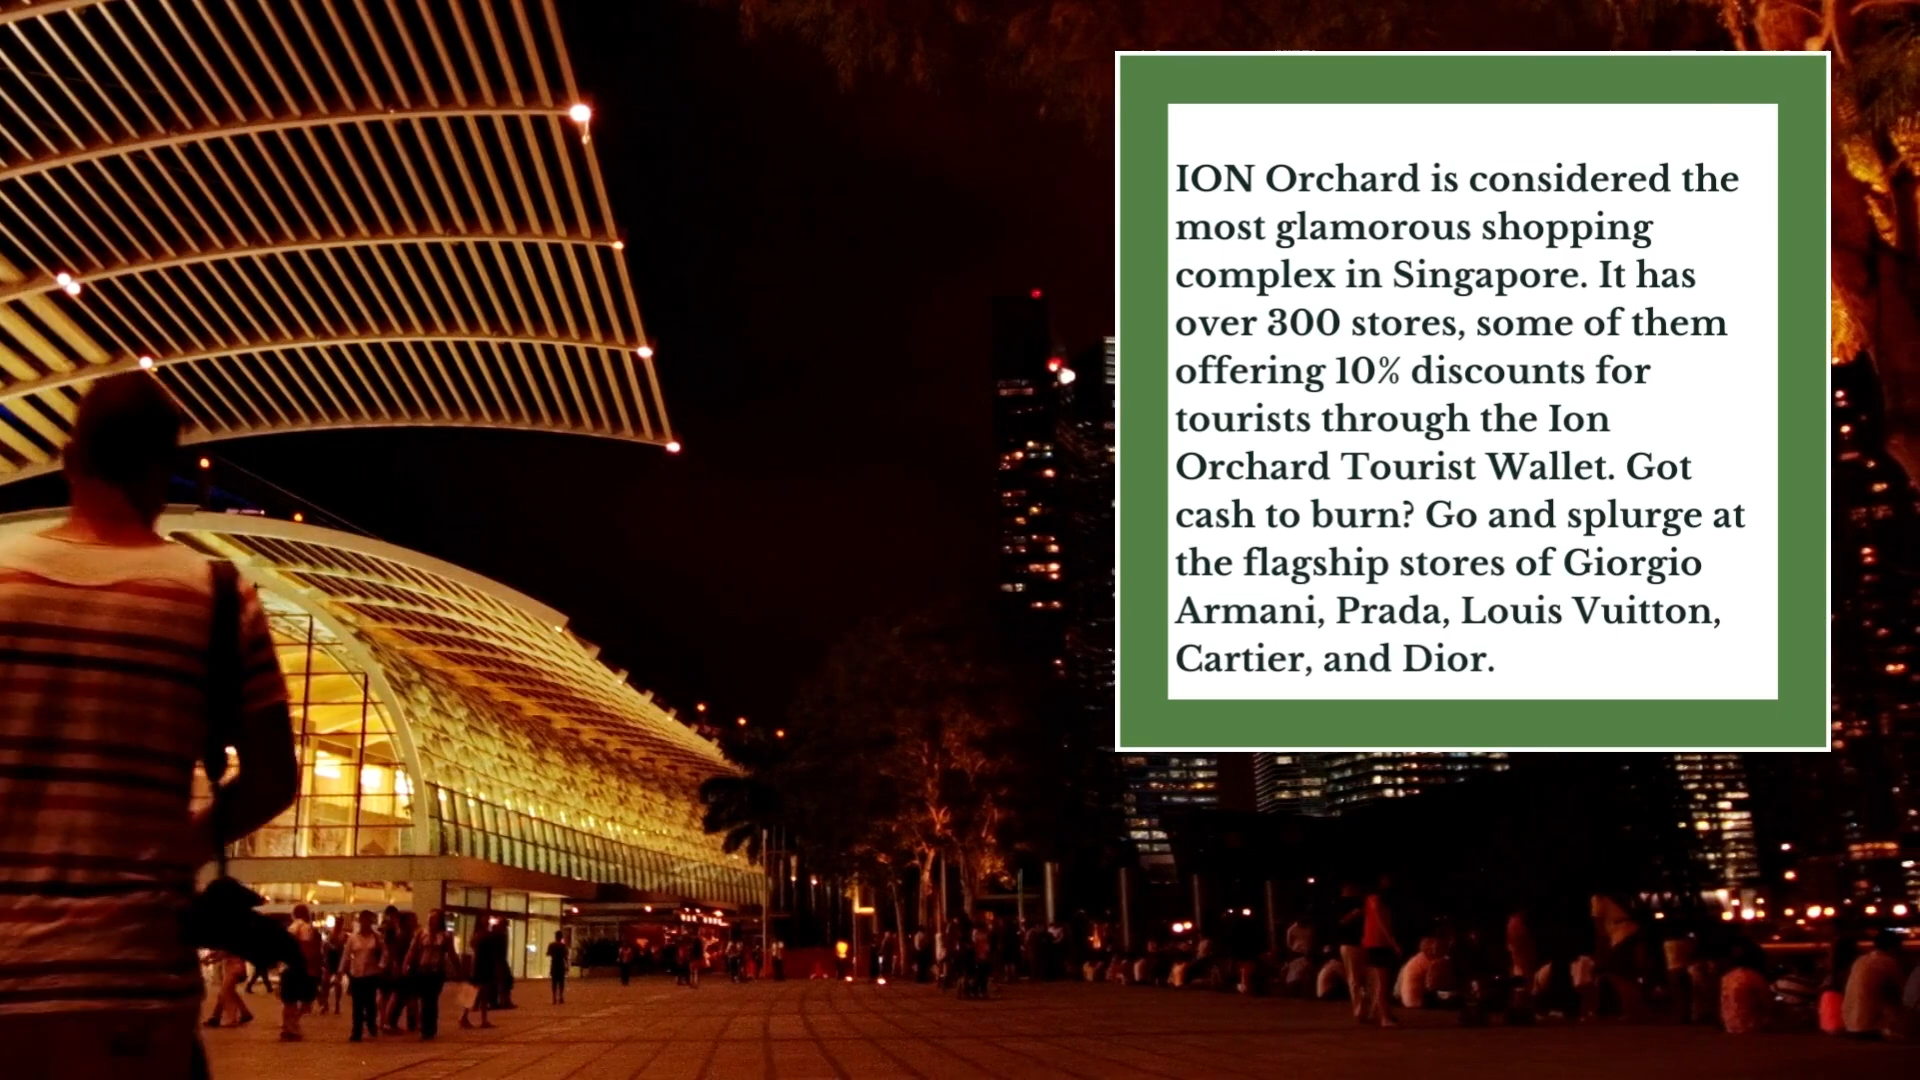 ION Orchard is considered the
most glamorous shopping
complex in Singapore. It has
over 300 stores, some of them
offering 10% discounts for
tourists through the Ion
Orchard Tourist Wallet. Got
cash to burn? Go and splurge at
the flagship stores of Giorgio
Armani, Prada, Louis Vuitton,
Cartier, and Dior.